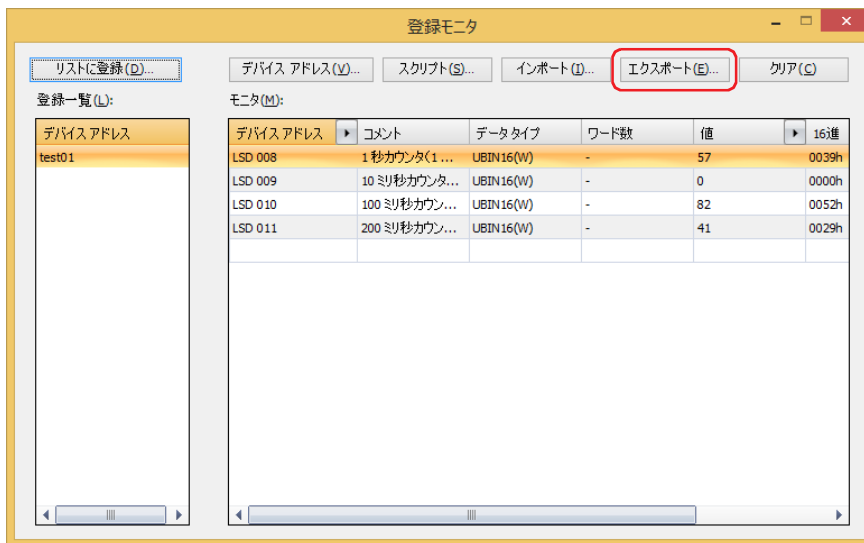 登録モニタ
リストに登録(D)... デバイス アドレス(V)... スクリプト(S)... インポート(I)... エクスポート(E)... クリア(C)
登録一覧(L): モニタ(M):
デバイス アドレス デバイス アドレス コメント データ タイプ ワード数 値 16進
test01 LSD 008 1 秒カウンタ(1 ... UBIN16(W) - 57 0039h
LSD 009 10 ミリ秒カウンタ... UBIN16(W) - 0 0000h
LSD 010 100 ミリ秒カウン... UBIN16(W) - 82 0052h
LSD 011 200 ミリ秒カウン... UBIN16(W) - 41 0029h